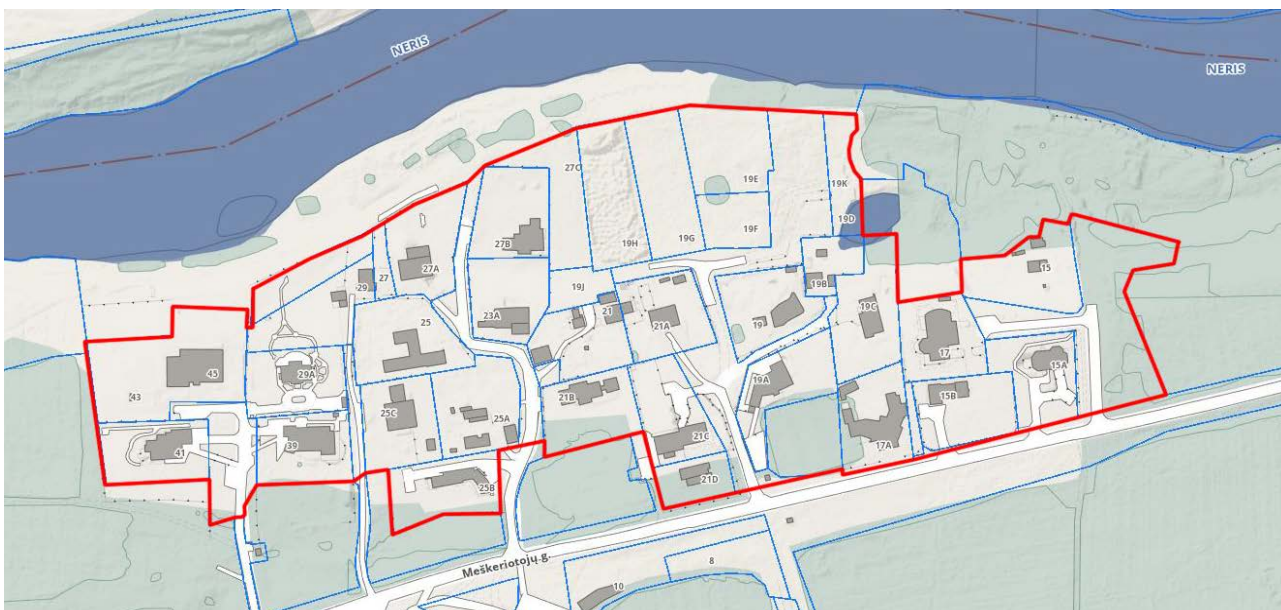 NERIS
NERIS
27C
19E
19K
19D
19H
19G
19F
27B
27A
27
29
19J
15
25
23A
21
21A
19
19B
19C
17
45
29A
43
15A
25C
25A
21B
19A
15B
41
39
21C
17A
25B
21D
Meškeriotojų g.
8
10